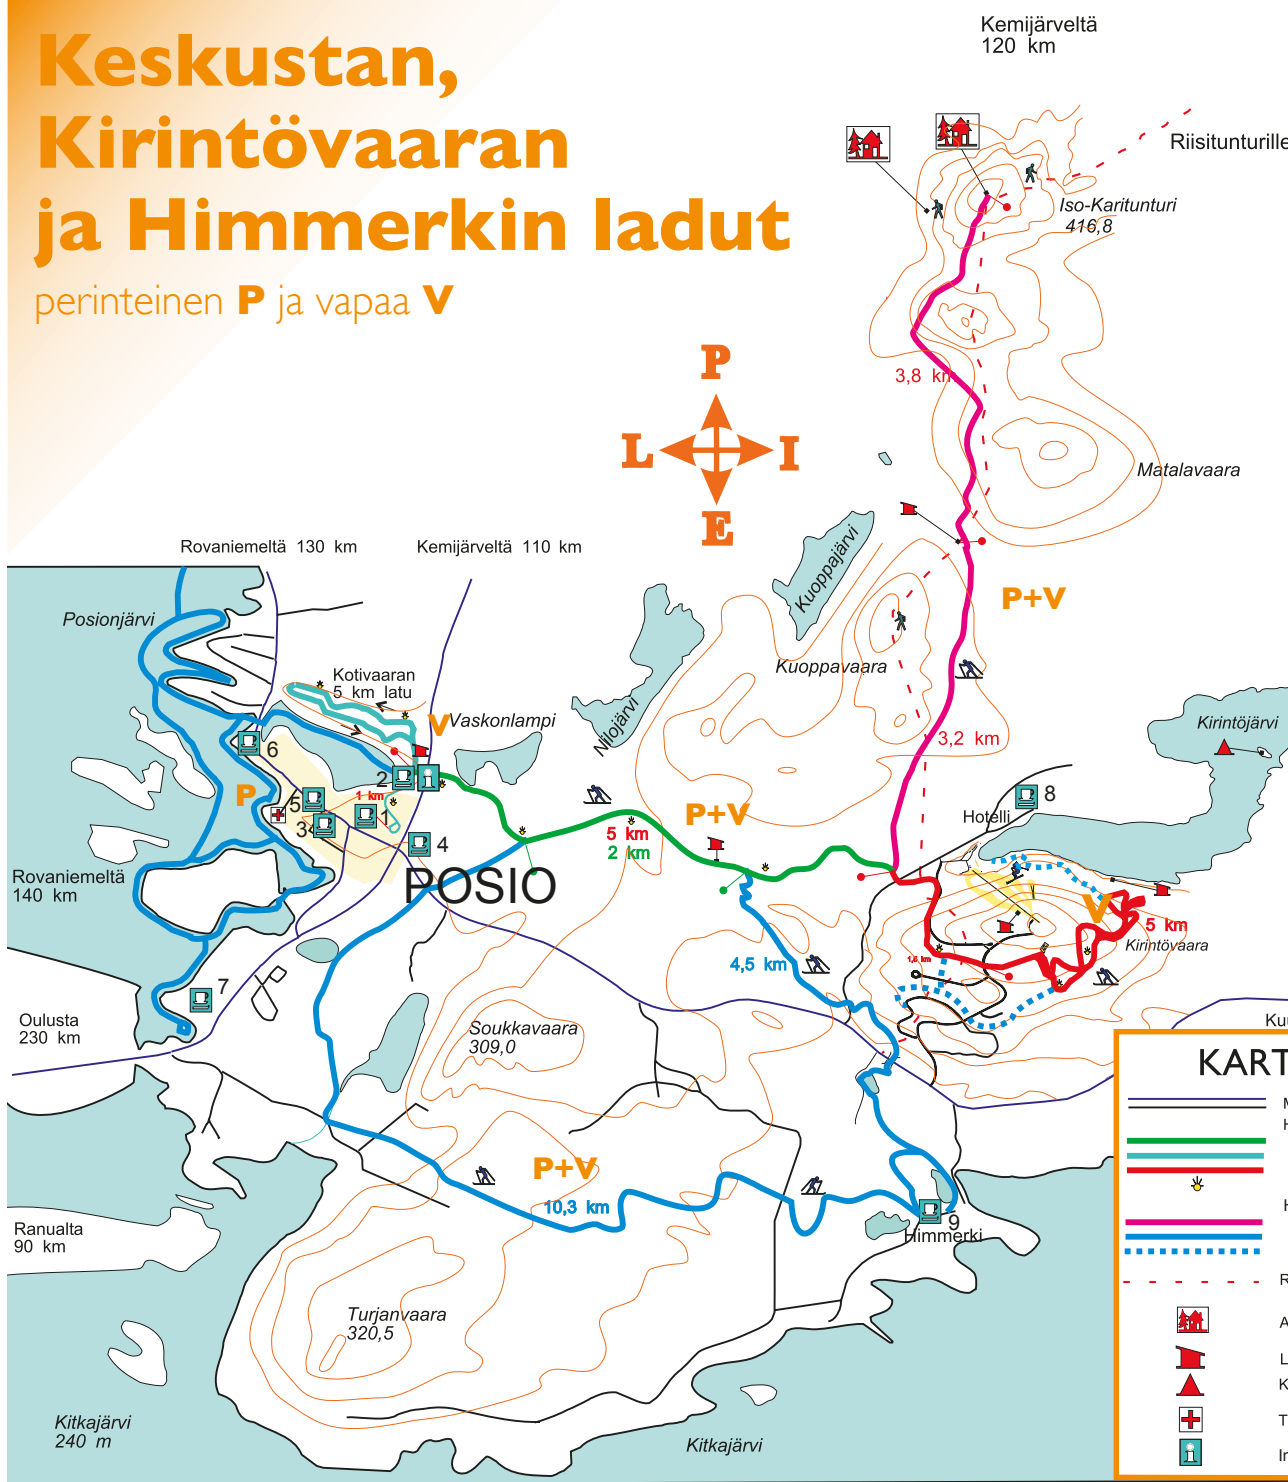 Keskustan,
Kirintövaaran
ja Himmerkin ladut
perinteinen P ja vapaa V
Kemijärveltä
120 km
Riisitunturille
Iso-Karitunturi
416,8
P
L
I
E
3,8 km
Matalavaara
Rovaniemeltä 130 km
Kemijärveltä 110 km
Kuoppajärvi
P+V
Posionjärvi
Kotivaaran
5 km latu
Kuoppavaara
V
Vaskonlampi
Nilojärvi
Kirintöjärvi
3,2 km
6
2
P
5
1 km
1
3
4
8
Hotelli
P+V
5 km
2 km
Rovaniemeltä
140 km
POSIO
V
5 km
Kirintövaara
4,5 km
1,5 km
7
Oulusta
230 km
Soukkavaara
309,0
P+V
10,3 km
9
Himmerki
Ranualta
90 km
Turjanvaara
320,5
Kitkajärvi
240 m
Kitkajärvi
KART